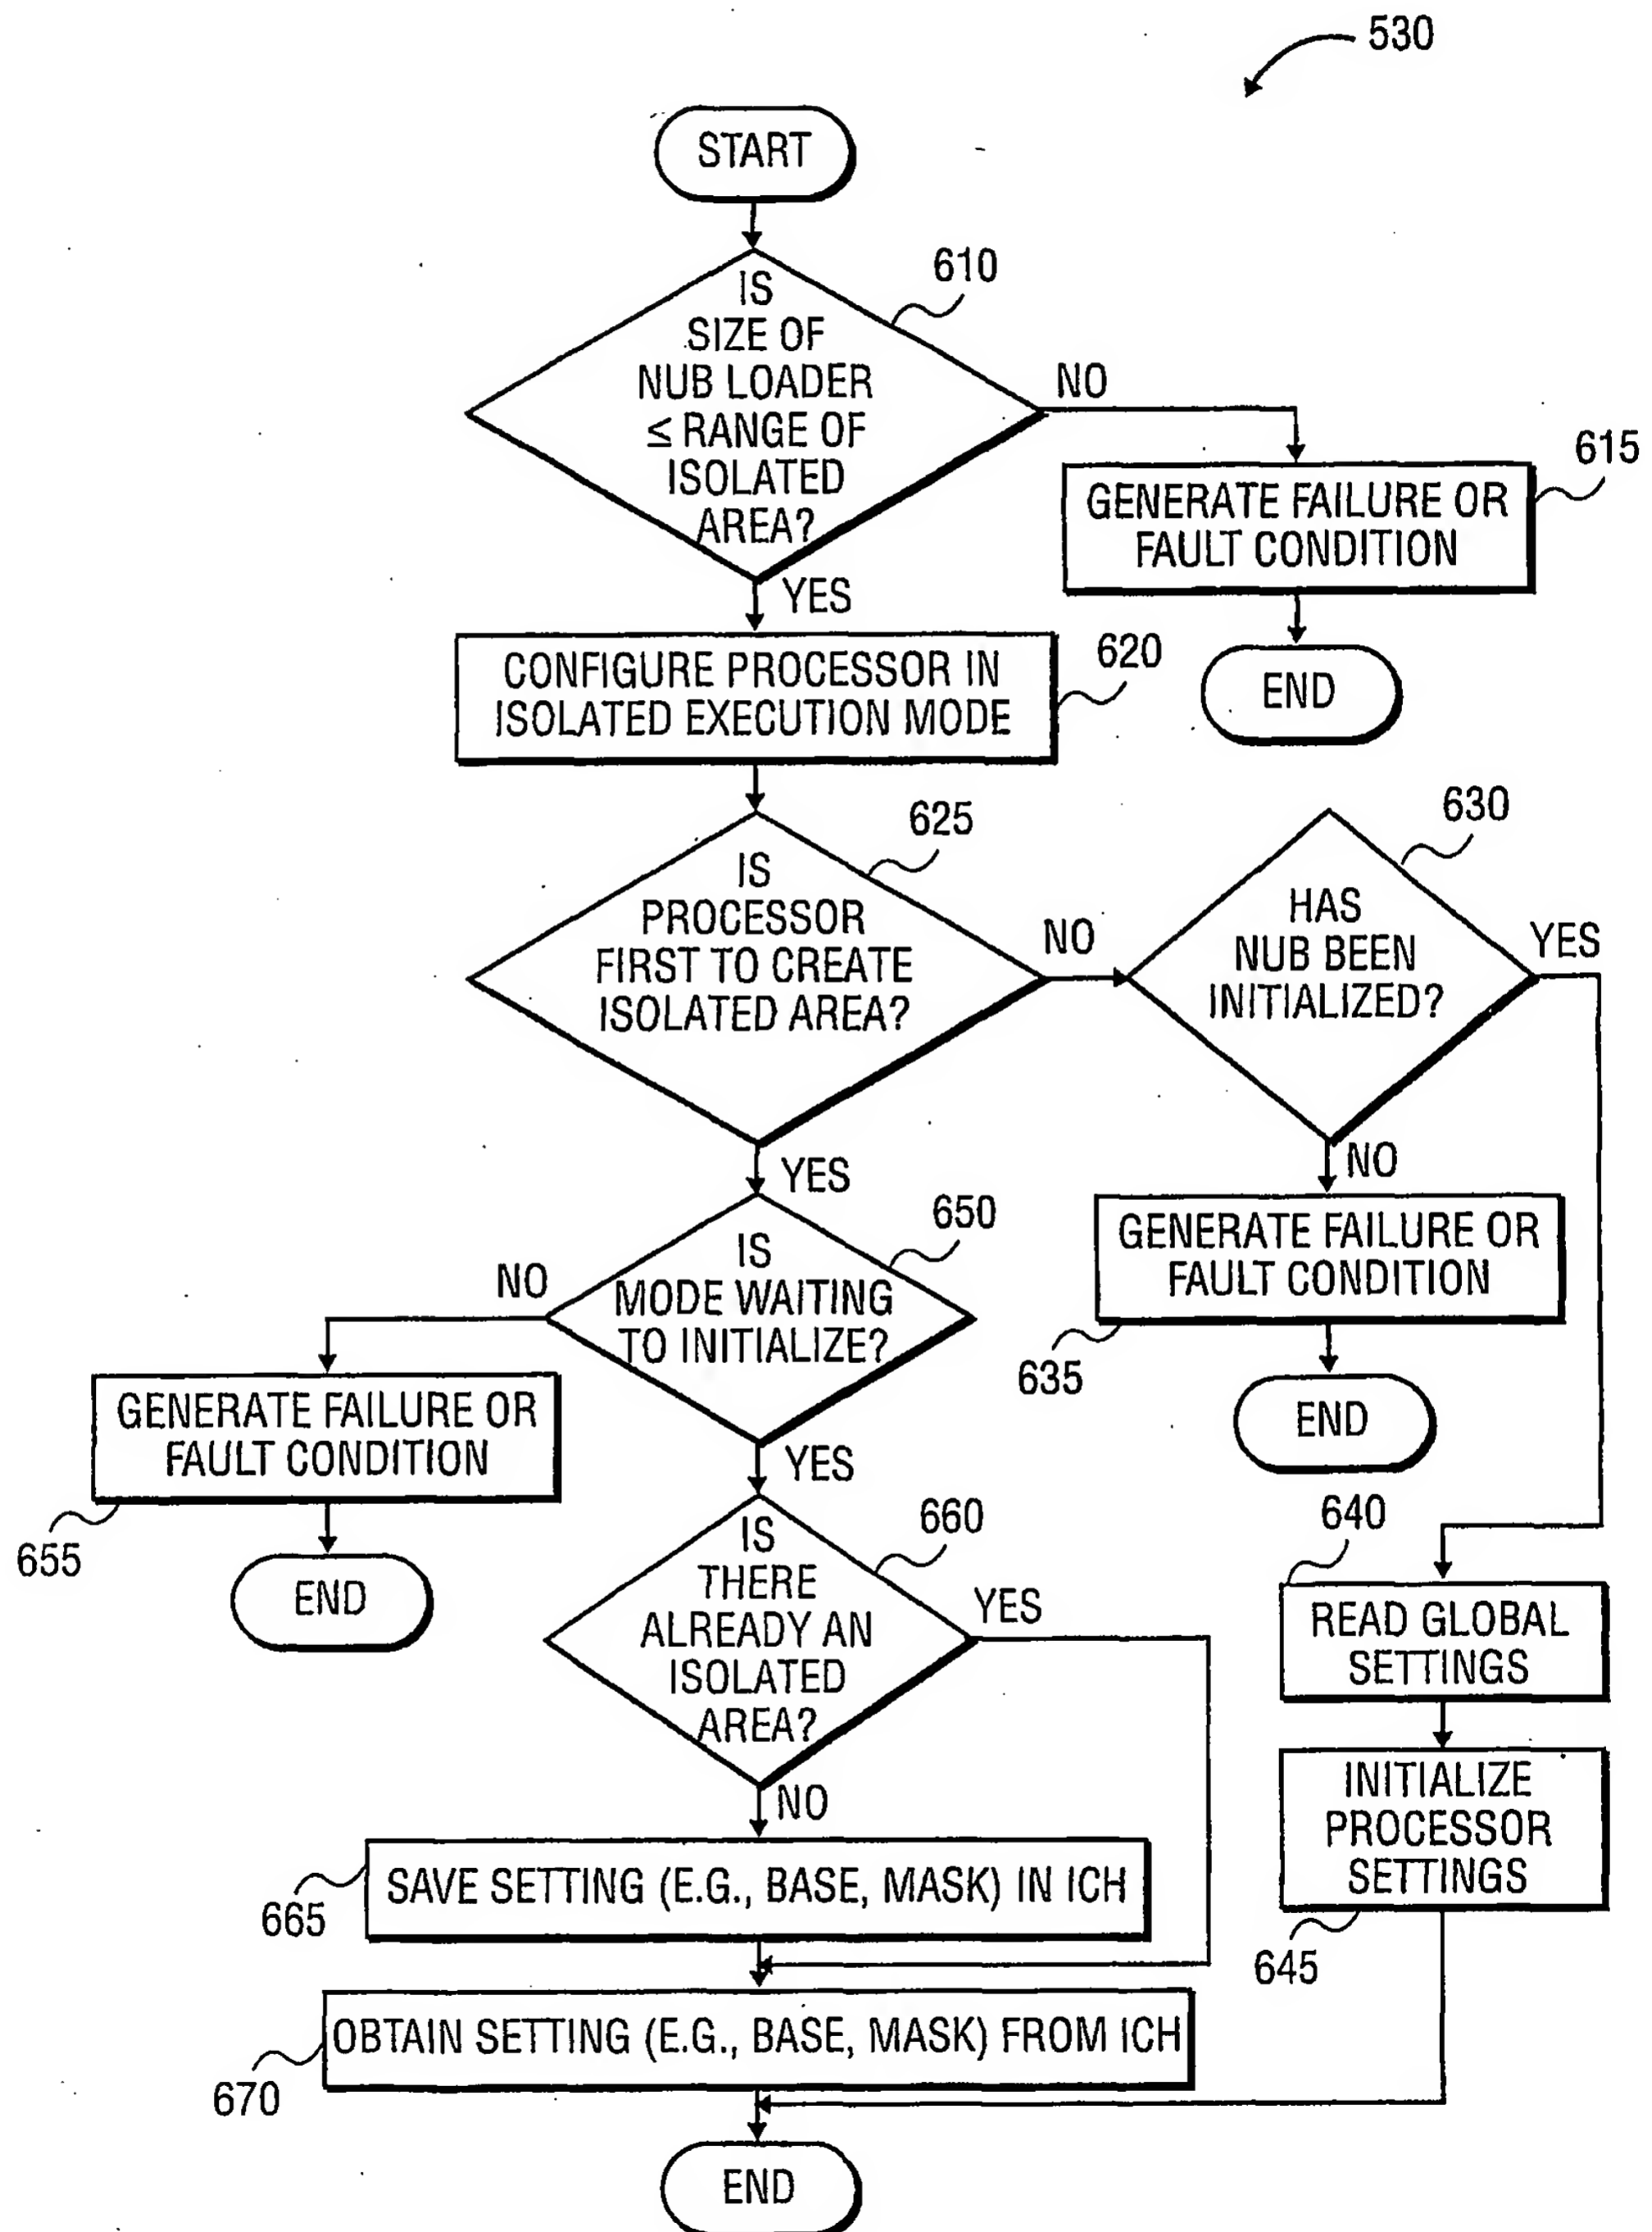 530
START
610
IS
SIZE OF
NUB LOADER
≤ RANGE OF
ISOLATED
AREA?
NO
615
GENERATE FAILURE OR
FAULT CONDITION
END
YES
620
CONFIGURE PROCESSOR IN
ISOLATED EXECUTION MODE
625
IS
PROCESSOR
FIRST TO CREATE
ISOLATED AREA?
NO
630
HAS
NUB BEEN
INITIALIZED?
YES
NO
GENERATE FAILURE OR
FAULT CONDITION
635
END
YES
650
IS
MODE WAITING
TO INITIALIZE?
NO
GENERATE FAILURE OR
FAULT CONDITION
655
END
YES
660
IS
THERE
ALREADY AN
ISOLATED
AREA?
YES
640
READ GLOBAL
SETTINGS
INITIALIZE
PROCESSOR
SETTINGS
645
NO
SAVE SETTING (E.G., BASE, MASK) IN ICH
665
OBTAIN SETTING (E.G., BASE, MASK) FROM ICH
670
END